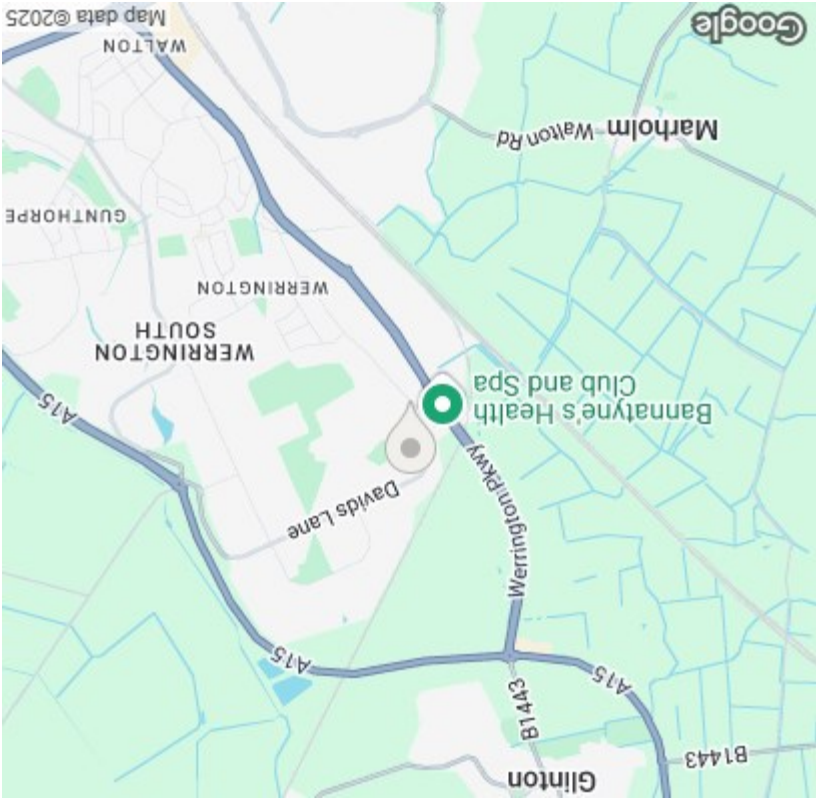 Glinton
B1443
B1443
A15
A15
Werrington Pkwy
Davids Lane
A15
Bannatyne's Health
Club and Spa
WERRINGTON
SOUTH
WERRINGTON
GUNTHORPE
Marholm
Walton Rd
WALTON
Google
Map data ©2025